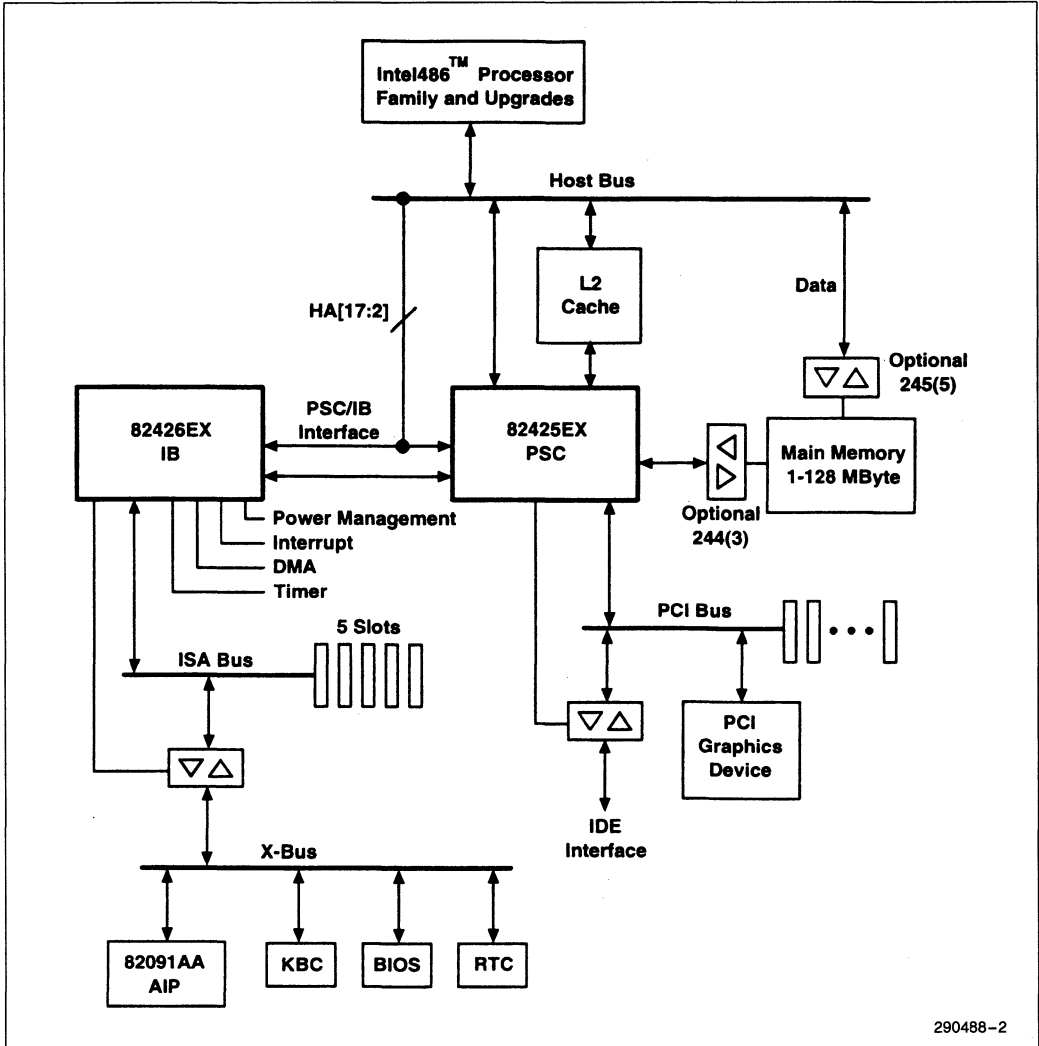 Intel486™ Processor
Family and Upgrades
Host Bus
L2
Cache
Data
HA[17:2]
Optional
245(5)
82426EX
IB
PSC/IB
Interface
82425EX
PSC
Main Memory
1-128 MByte
Optional
244(3)
Power Management
Interrupt
DMA
Timer
PCI Bus
5 Slots
ISA Bus
PCI
Graphics
Device
IDE
Interface
X-Bus
82091AA
AIP
KBC
BIOS
RTC
290488-2